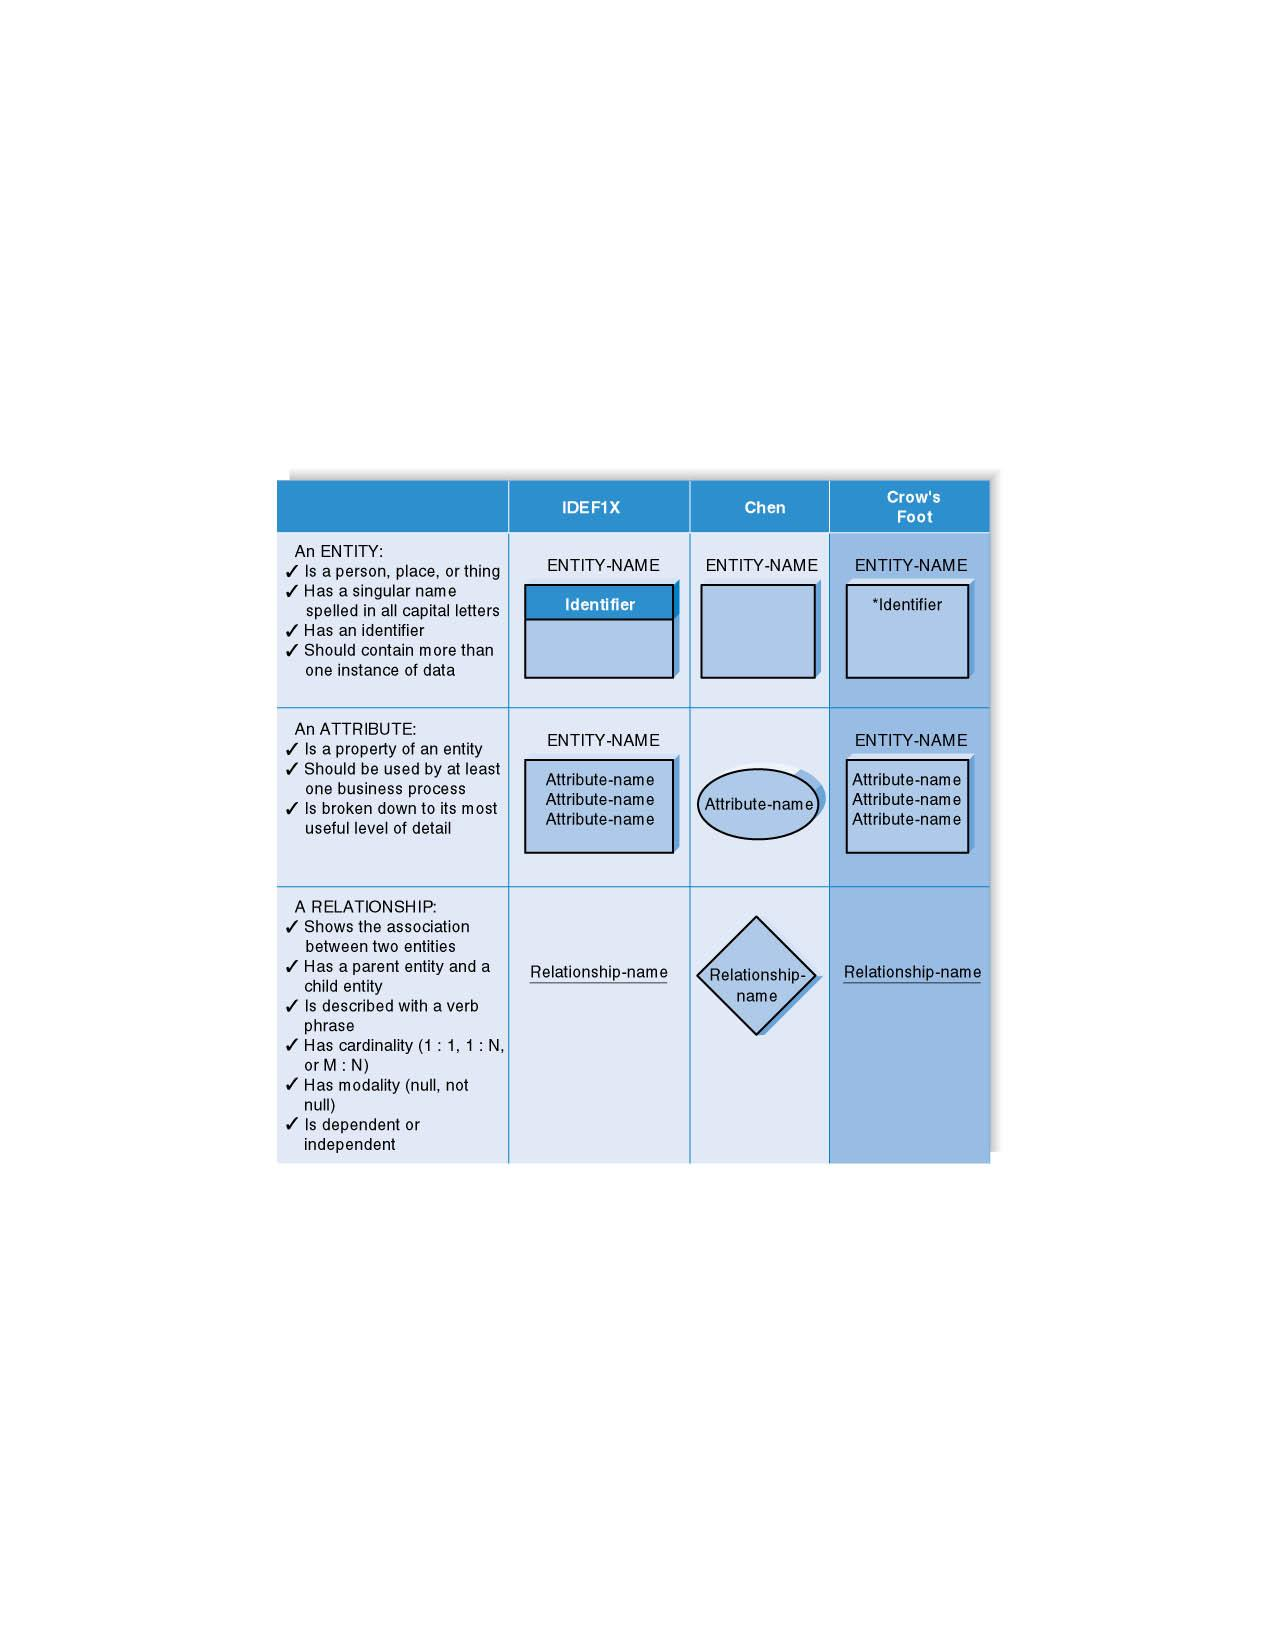 IDEF1X
Chen
Crow's
Foot
An ENTITY:
✓ Is a person, place, or thing
✓ Has a singular name
spelled in all capital letters
✓ Has an identifier
✓ Should contain more than
one instance of data
ENTITY-NAME
Identifier
ENTITY-NAME
ENTITY-NAME
*Identifier
An ATTRIBUTE:
✓ Is a property of an entity
✓ Should be used by at least
one business process
✓ Is broken down to its most
useful level of detail
ENTITY-NAME
Attribute-name
Attribute-name
Attribute-name
Attribute-name
ENTITY-NAME
Attribute-name
Attribute-name
Attribute-name
A RELATIONSHIP:
✓ Shows the association
between two entities
✓ Has a parent entity and a
child entity
✓ Is described with a verb
phrase
✓ Has cardinality (1 : 1, 1 : N,
or M : N)
✓ Has modality (null, not
null)
✓ Is dependent or
independent
Relationship-name
Relationship-
name
Relationship-name